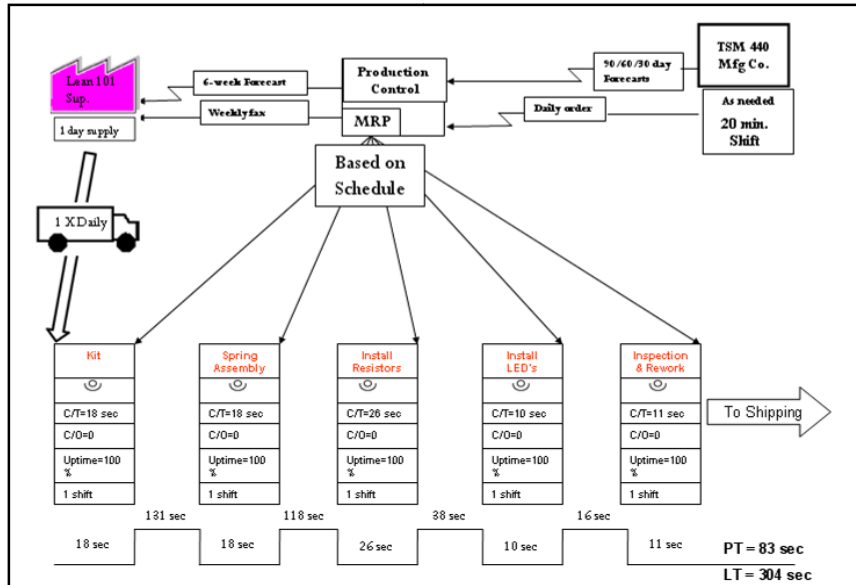 Lean 101
Sup.
1 day supply
6-week Forecast
Weekly fax
Production
Control
MRP
90/60/30 day
Forecasts
Daily order
TSM 440
Mfg Co.
As needed
20 min.
Shift
Based on
Schedule
1 X Daily
Kit
C/T=18 sec
C/O=0
Uptime=100
%
1 shift
Spring
Assembly
C/T=18 sec
C/O=0
Uptime=100
%
1 shift
Install
Resistors
C/T=26 sec
C/O=0
Uptime=100
%
1 shift
Install
LED's
C/T=10 sec
C/O=0
Uptime=100
%
1 shift
Inspection
& Rework
C/T=11 sec
C/O=0
Uptime=100
%
1 shift
To Shipping
131 sec
118 sec
38 sec
16 sec
18 sec
18 sec
26 sec
10 sec
11 sec
PT = 83 sec
LT = 304 sec